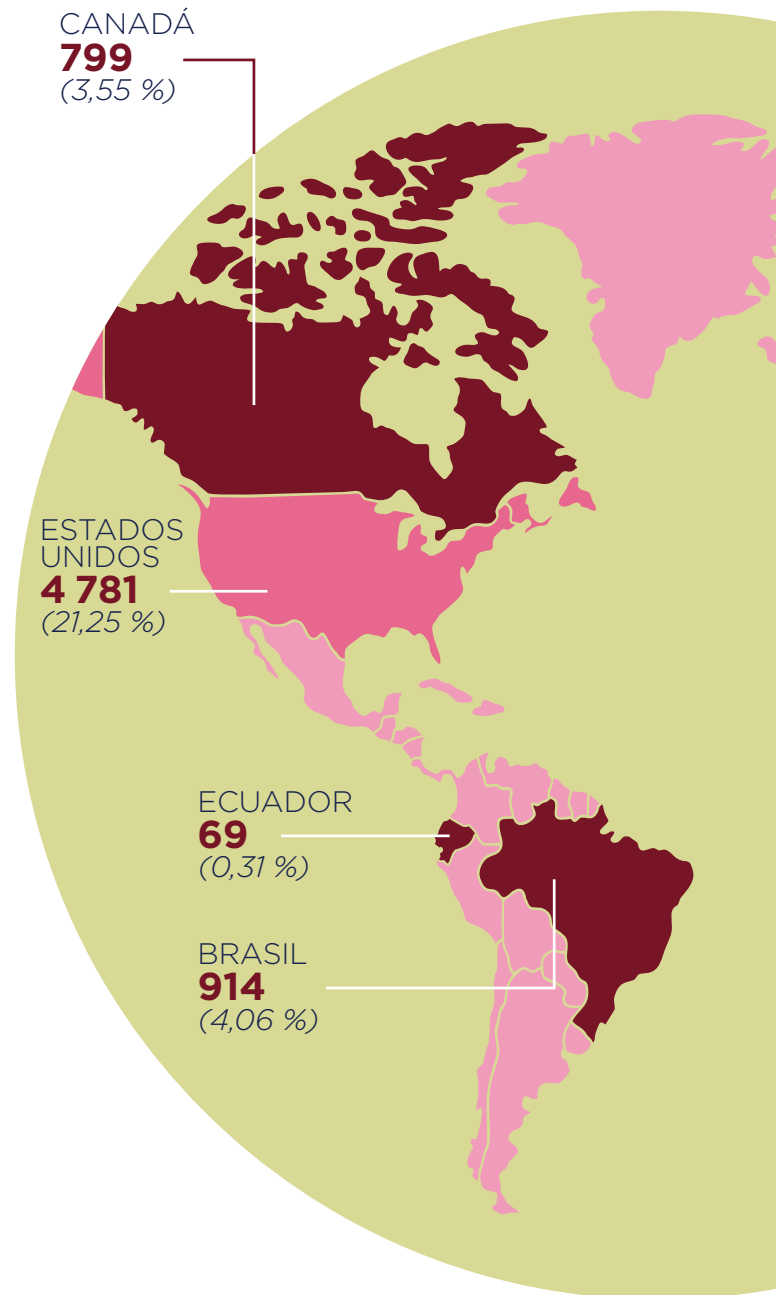 CANADÁ
799
(3,55 %)
ESTADOS
UNIDOS
4 781
(21,25 %)
ECUADOR
69
(0,31 %)
BRASIL
914
(4,06 %)